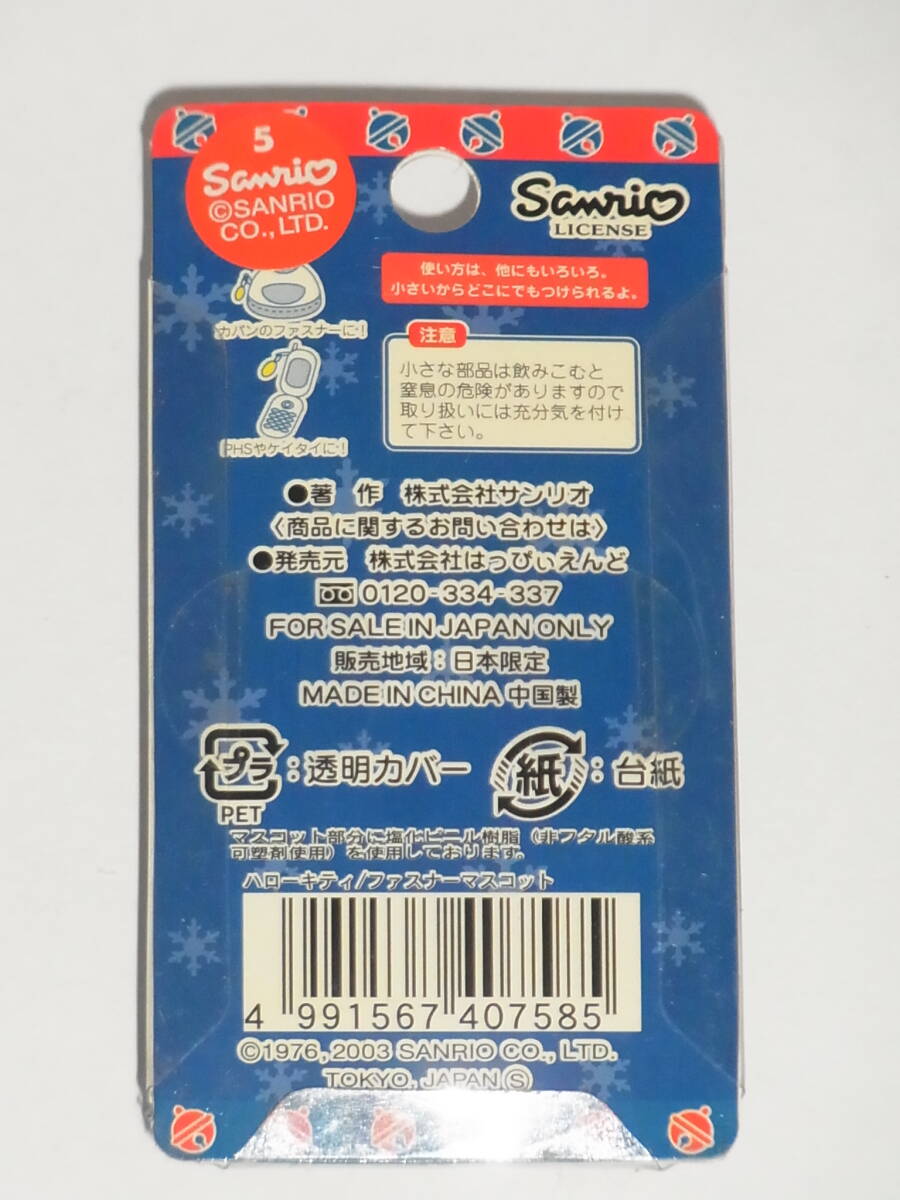 5
Sanrio
©SANRIO
CO., LTD.
Sanrio
LICENSE
使い方は、他にもいろいろ。
小さいからどこにでもつけられるよ。
カバンのファスナーに!
PHSやケイタイに!
注意
小さな部品は飲みこむと
窒息の危険がありますので
取り扱いには充分気を付け
て下さい。
●著 作 株式会社サンリオ
〈商品に関するお問い合わせは〉
●発売元 株式会社はっぴぃえんど
0120-334-337
FOR SALE IN JAPAN ONLY
販売地域:日本限定
MADE IN CHINA 中国製
プラ:透明カバー
PET
紙:台紙
マスコット部分に塩化ビニール樹脂(非フタル酸系
可塑剤使用)を使用しております。
ハローキティ/ファスナーマスコット
4 991567 407585
©1976, 2003 SANRIO CO., LTD.
TOKYO, JAPAN Ⓢ